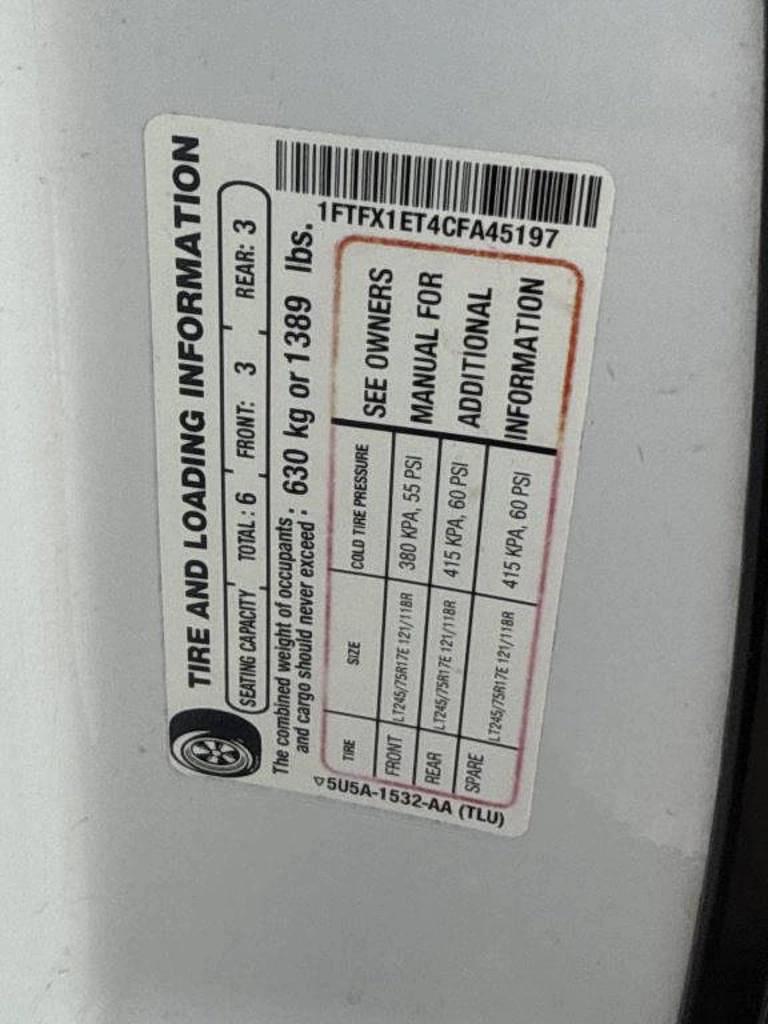 TIRE AND LOADING INFORMATION
SEATING CAPACITY TOTAL: 6 FRONT: 3 REAR: 3
The combined weight of occupants
and cargo should never exceed : 630 kg or 1389 lbs.
TIRE SIZE COLD TIRE PRESSURE
FRONT LT245/75R17E 121/118R 380 KPA, 55 PSI
REAR LT245/75R17E 121/118R 415 KPA, 60 PSI
SPARE LT245/75R17E 121/118R 415 KPA, 60 PSI
SEE OWNERS
MANUAL FOR
ADDITIONAL
INFORMATION
5U5A-1532-AA (TLU)
1FTFX1ET4CFA45197